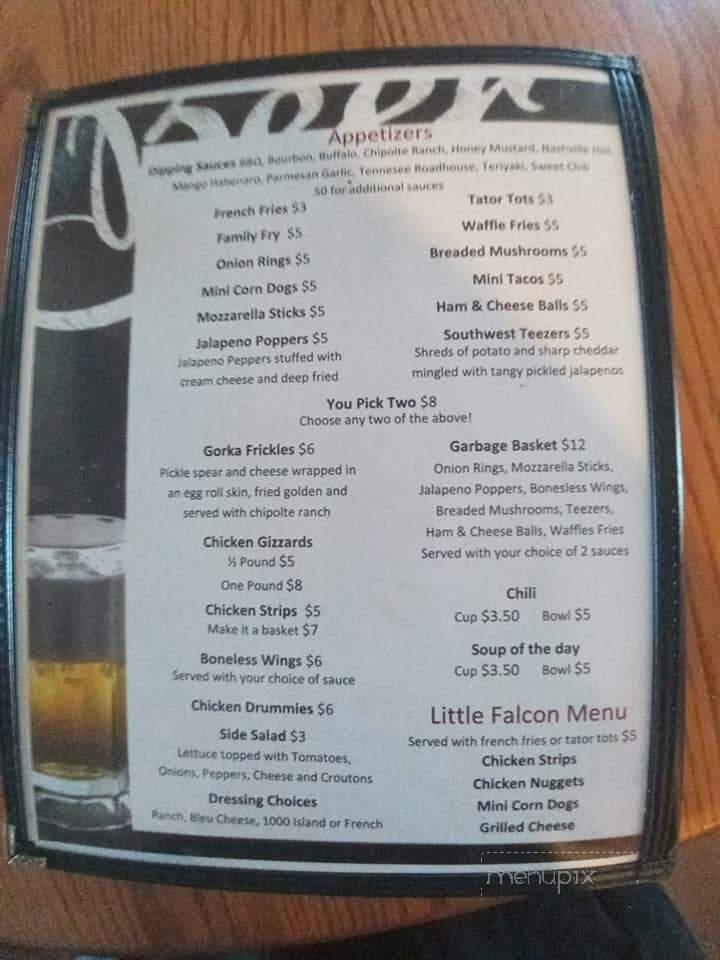 Beer
Appetizers
Dipping Sauces BBQ, Bourbon, Buffalo, Chipolte Ranch, Honey Mustard, Nashville Hot,
Mango Habenaro, Parmesan Garlic, Tennesee Roadhouse, Teriyaki, Sweet Chili
.50 for additional sauces
French Fries $3
Family Fry $5
Onion Rings $5
Mini Corn Dogs $5
Mozzarella Sticks $5
Jalapeno Poppers $5
Jalapeno Peppers stuffed with
cream cheese and deep fried
Tator Tots $3
Waffle Fries $5
Breaded Mushrooms $5
Mini Tacos $5
Ham & Cheese Balls $5
Southwest Teezers $5
Shreds of potato and sharp cheddar
mingled with tangy pickled jalapenos
You Pick Two $8
Choose any two of the above!
Gorka Frickles $6
Pickle spear and cheese wrapped in
an egg roll skin, fried golden and
served with chipolte ranch
Chicken Gizzards
½ Pound $5
One Pound $8
Chicken Strips $5
Make it a basket $7
Boneless Wings $6
Served with your choice of sauce
Chicken Drummies $6
Side Salad $3
Lettuce topped with Tomatoes,
Onions, Peppers, Cheese and Croutons
Dressing Choices
Ranch, Bleu Cheese, 1000 Island or French
Garbage Basket $12
Onion Rings, Mozzarella Sticks,
Jalapeno Poppers, Bonesless Wings,
Breaded Mushrooms, Teezers,
Ham & Cheese Balls, Waffles Fries
Served with your choice of 2 sauces
Chili
Cup $3.50 Bowl $5
Soup of the day
Cup $3.50 Bowl $5
Little Falcon Menu
Served with french fries or tator tots $5
Chicken Strips
Chicken Nuggets
Mini Corn Dogs
Grilled Cheese
menupix